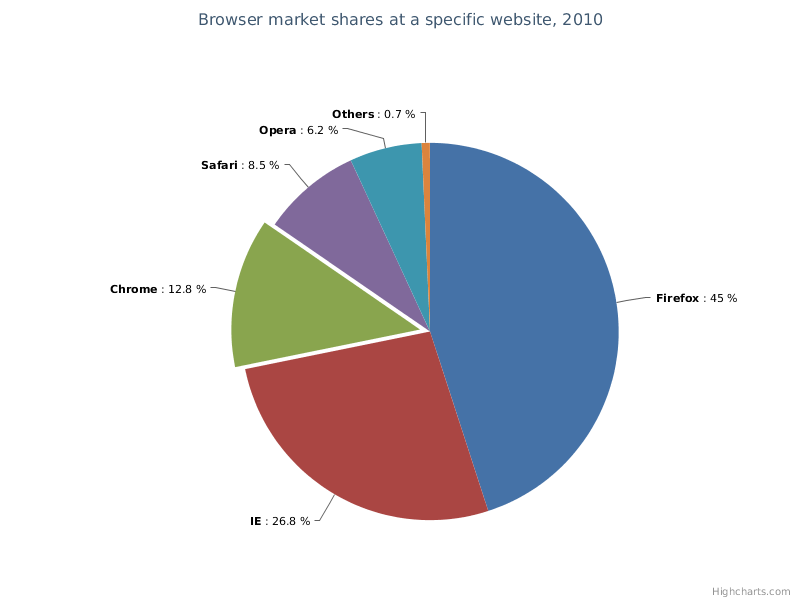 Browser market shares at a specific website, 2010
Others : 0.7 %
Opera : 6.2 %
Safari : 8.5 %
Chrome : 12.8 %
Firefox : 45 %
IE : 26.8 %
Highcharts.com